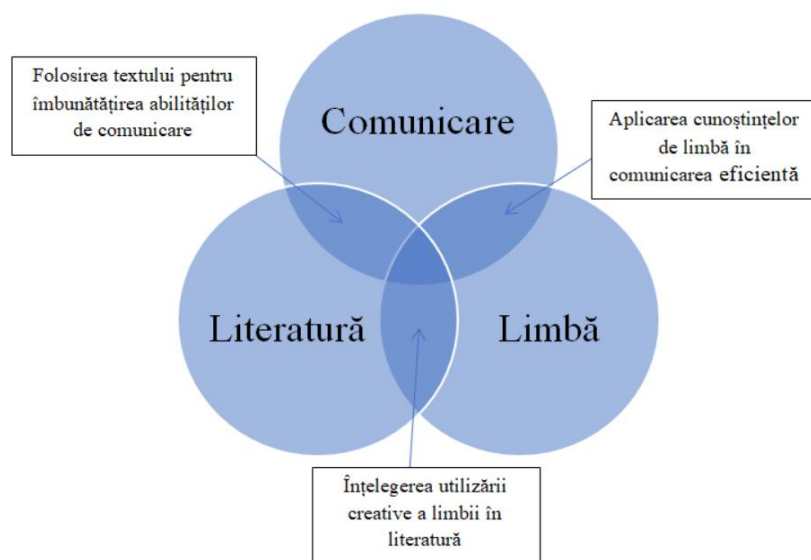 Folosirea textului pentru
îmbunătățirea abilităților
de comunicare
Comunicare
Aplicarea cunoștințelor
de limbă în
comunicarea eficientă
Literatură
Limbă
Înțelegerea utilizării
creative a limbii în
literatură